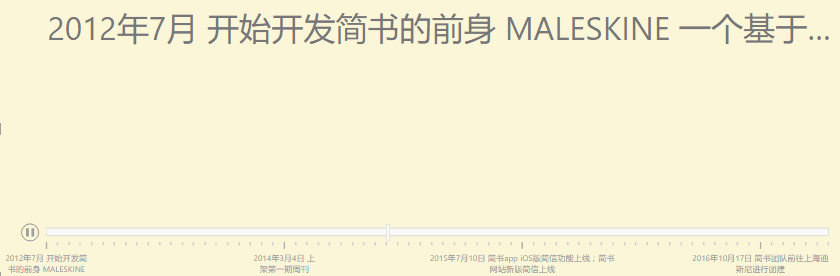 2012年7月 开始开发简书的前身 MALESKINE 一个基于...
2012年7月 开始开发简
书的前身 MALESKINE
2014年3月4日 上
架第一期周刊
2015年7月10日 简书app iOS版简信功能上线；简书
网站新版简信上线
2016年10月17日 简书团队前往上海迪
斯尼进行团建